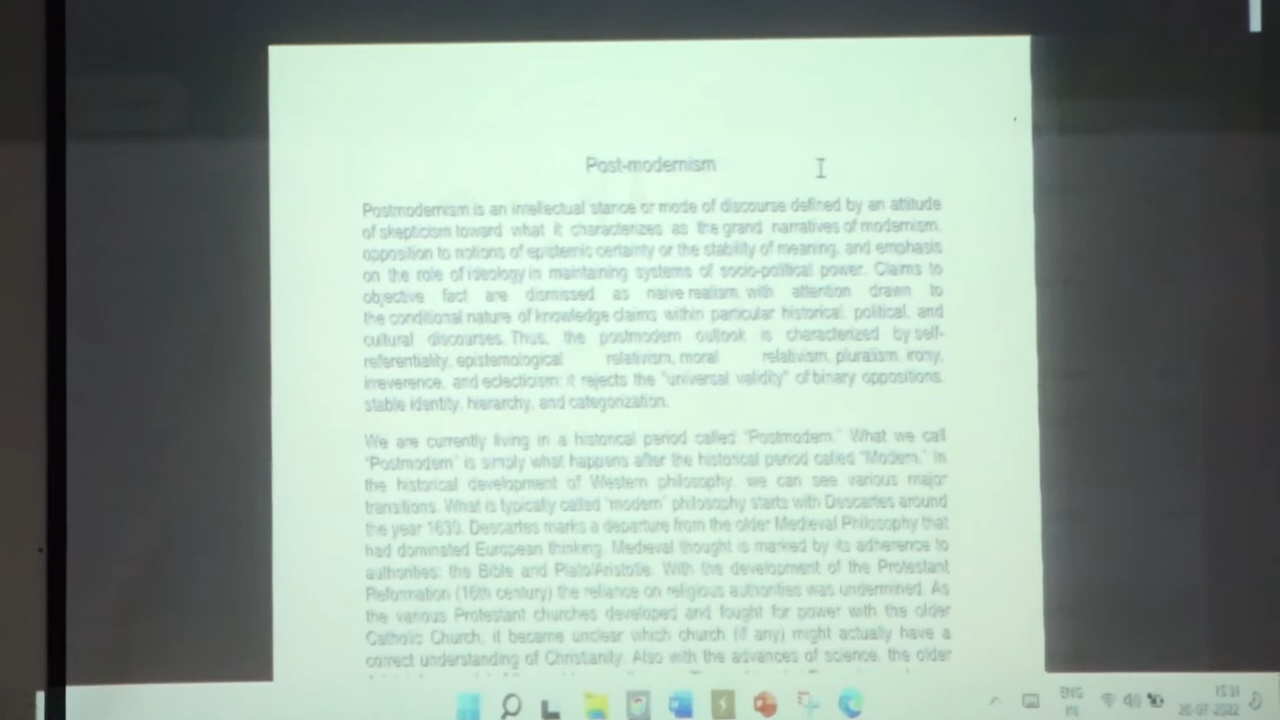 Post-modernism
Postmodernism is an intellectual stance or mode of discourse defined by an attitude
of skepticism toward what it characterizes as the grand narratives of modernism,
opposition to notions of epistemic certainty or the stability of meaning, and emphasis
on the role of ideology in maintaining systems of socio-political power. Claims to
objective fact are dismissed as naive realism with attention drawn to
the conditional nature of knowledge claims within particular historical, political, and
cultural discourses. Thus, the postmodern outlook is characterized by self-
referentiality, epistemological relativism, moral relativism, pluralism, irony,
irreverence, and eclecticism; it rejects the "universal validity" of binary oppositions,
stable identity, hierarchy, and categorization.
We are currently living in a historical period called "Postmodern." What we call
"Postmodern" is simply what happens after the historical period called "Modern." In
the historical development of Western philosophy, we can see various major
transitions. What is typically called "modern" philosophy starts with Descartes around
the year 1630. Descartes marks a departure from the older Medieval Philosophy that
had dominated European thinking. Medieval thought is marked by its adherence to
authorities: the Bible and Plato/Aristotle. With the development of the Protestant
Reformation (16th century) the reliance on religious authorities was undermined. As
the various Protestant churches developed and fought for power with the older
Catholic Church, it became unclear which church (if any) might actually have a
correct understanding of Christianity. Also with the advances of science, the older
ENG
IN
15:31
20-07-2022